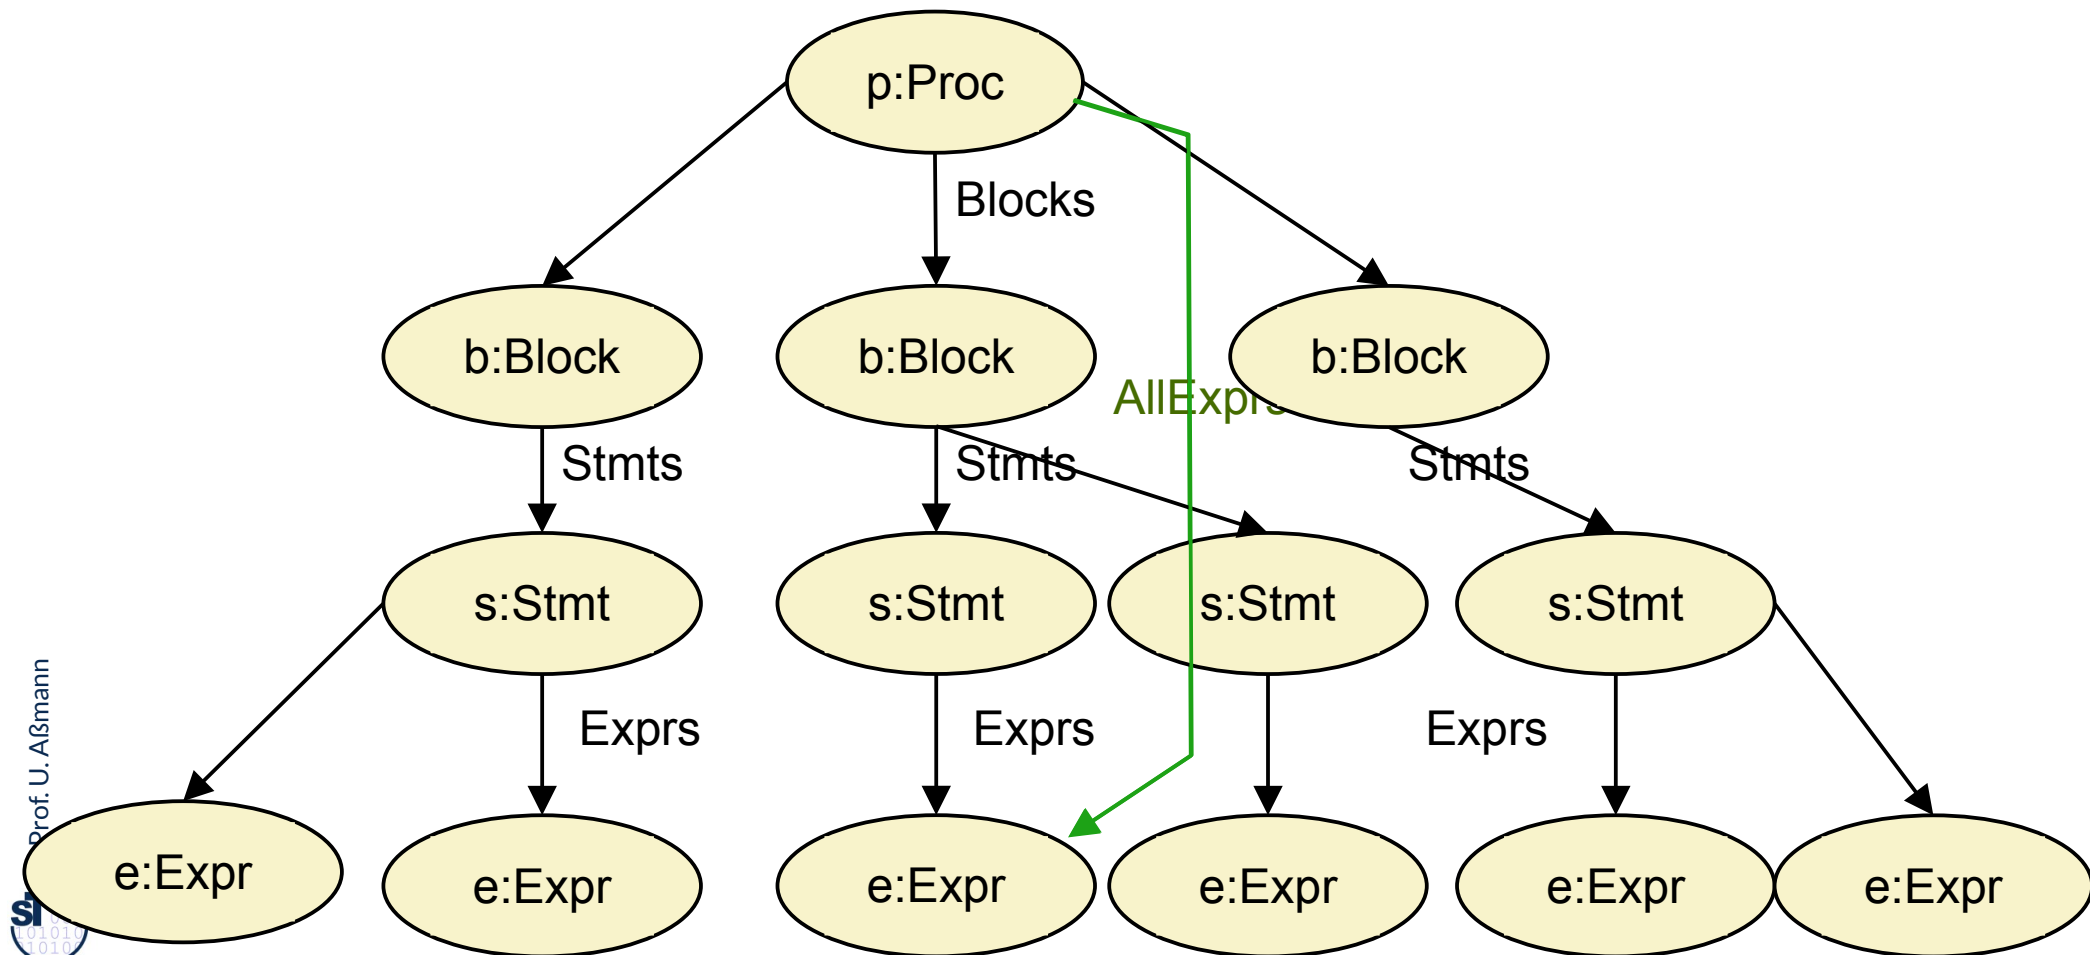 p:Proc
Blocks
b:Block
b:Block
b:Block
AllExprs
Stmts
Stmts
Stmts
s:Stmt
s:Stmt
s:Stmt
s:Stmt
Exprs
Exprs
Exprs
e:Expr
e:Expr
e:Expr
e:Expr
e:Expr
e:Expr
Prof. U. Aßmann